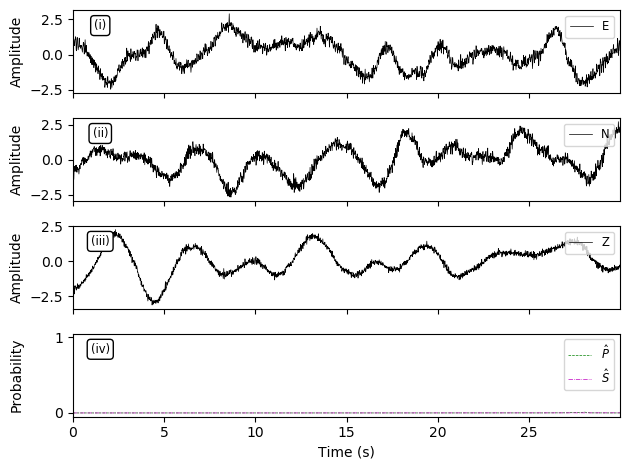 Amplitude
2.5
0.0
−2.5
(i)
E
Amplitude
2.5
0.0
−2.5
(ii)
N
Amplitude
2.5
0.0
−2.5
(iii)
Z
Probability
1
0
(iv)
P̂
Ŝ
0 5 10 15 20 25
Time (s)